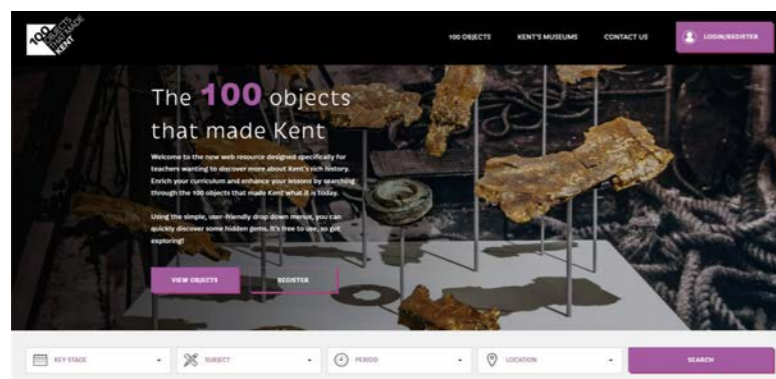 100
OBJECTS
THAT MADE
KENT
100 OBJECTS
KENT'S MUSEUMS
CONTACT US
LOGIN/REGISTER
The 100 objects
that made Kent
Welcome to the new web resource designed specifically for
teachers wanting to discover more about Kent's rich history.
Enrich your curriculum and enhance your lessons by searching
through the 100 objects that made Kent what it is today.
Using the simple, user-friendly drop down menus, you can
quickly discover some hidden gems. It's free to use, so get
exploring!
VIEW OBJECTS
REGISTER
KEY STAGE
SUBJECT
PERIOD
LOCATION
SEARCH